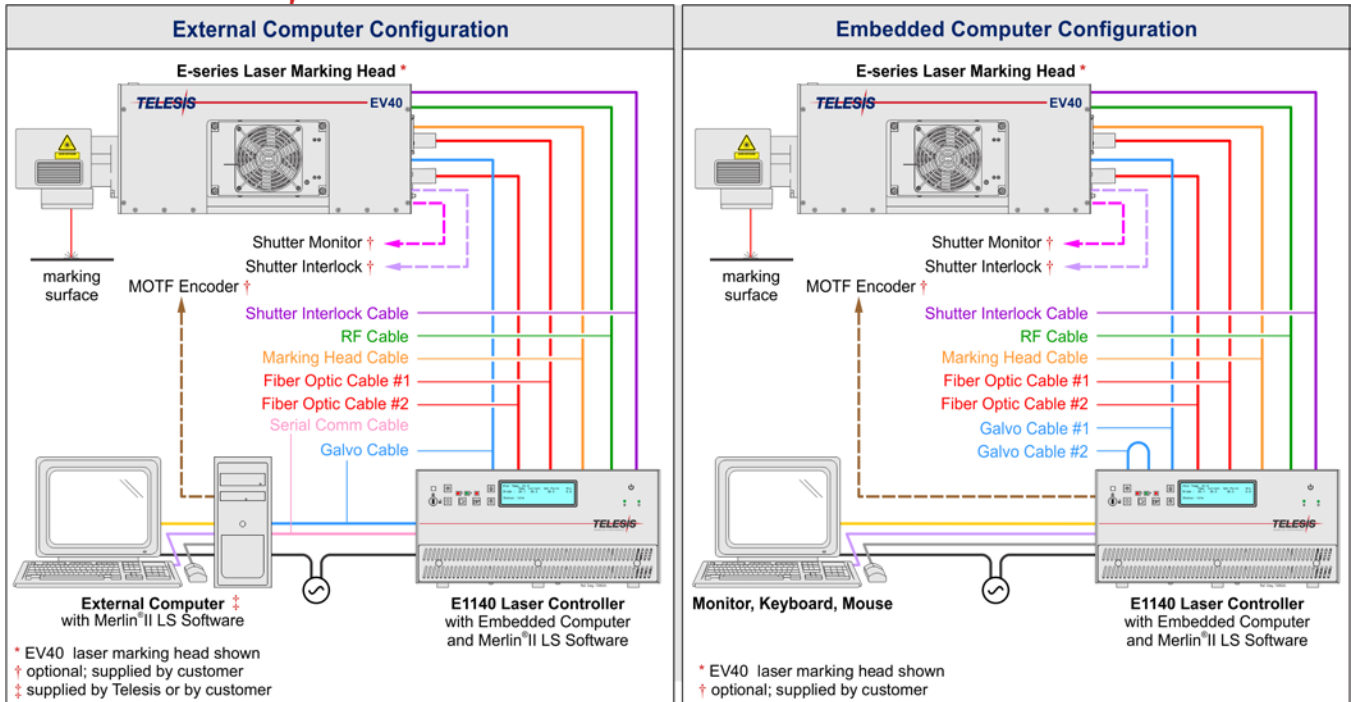 External Computer Configuration
E-series Laser Marking Head *
TELESIS
EV40
Shutter Monitor †
Shutter Interlock †
marking
surface
MOTF Encoder †
Shutter Interlock Cable
RF Cable
Marking Head Cable
Fiber Optic Cable #1
Fiber Optic Cable #2
Serial Comm Cable
Galvo Cable
TELESIS
External Computer ‡
with Merlin®II LS Software
E1140 Laser Controller
with Embedded Computer
and Merlin®II LS Software
* EV40 laser marking head shown
† optional; supplied by customer
‡ supplied by Telesis or by customer
Embedded Computer Configuration
E-series Laser Marking Head *
TELESIS
EV40
Shutter Monitor †
Shutter Interlock †
marking
surface
MOTF Encoder †
Shutter Interlock Cable
RF Cable
Marking Head Cable
Fiber Optic Cable #1
Fiber Optic Cable #2
Galvo Cable #1
Galvo Cable #2
TELESIS
Monitor, Keyboard, Mouse
E1140 Laser Controller
with Embedded Computer
and Merlin®II LS Software
* EV40 laser marking head shown
† optional; supplied by customer